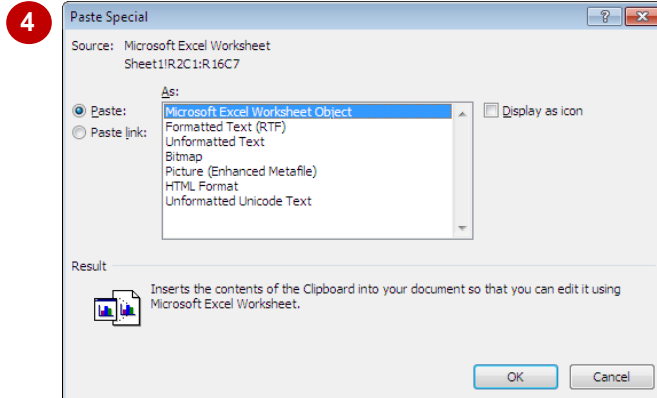 4
Paste Special
Source: Microsoft Excel Worksheet
Sheet1!R2C1:R16C7
As:
Paste:
Paste link:
Microsoft Excel Worksheet Object
Formatted Text (RTF)
Unformatted Text
Bitmap
Picture (Enhanced Metafile)
HTML Format
Unformatted Unicode Text
Display as icon
Result
Inserts the contents of the Clipboard into your document so that you can edit it using
Microsoft Excel Worksheet.
OK
Cancel